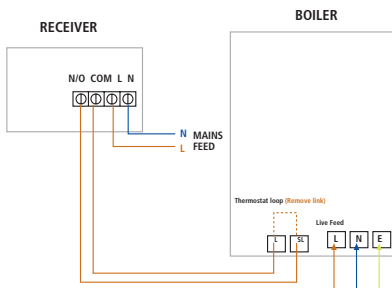 BOILER
RECEIVER
N/O COM L N
N MAINS
L FEED
Thermostat loop (Remove link)
Live Feed
L SL L N E